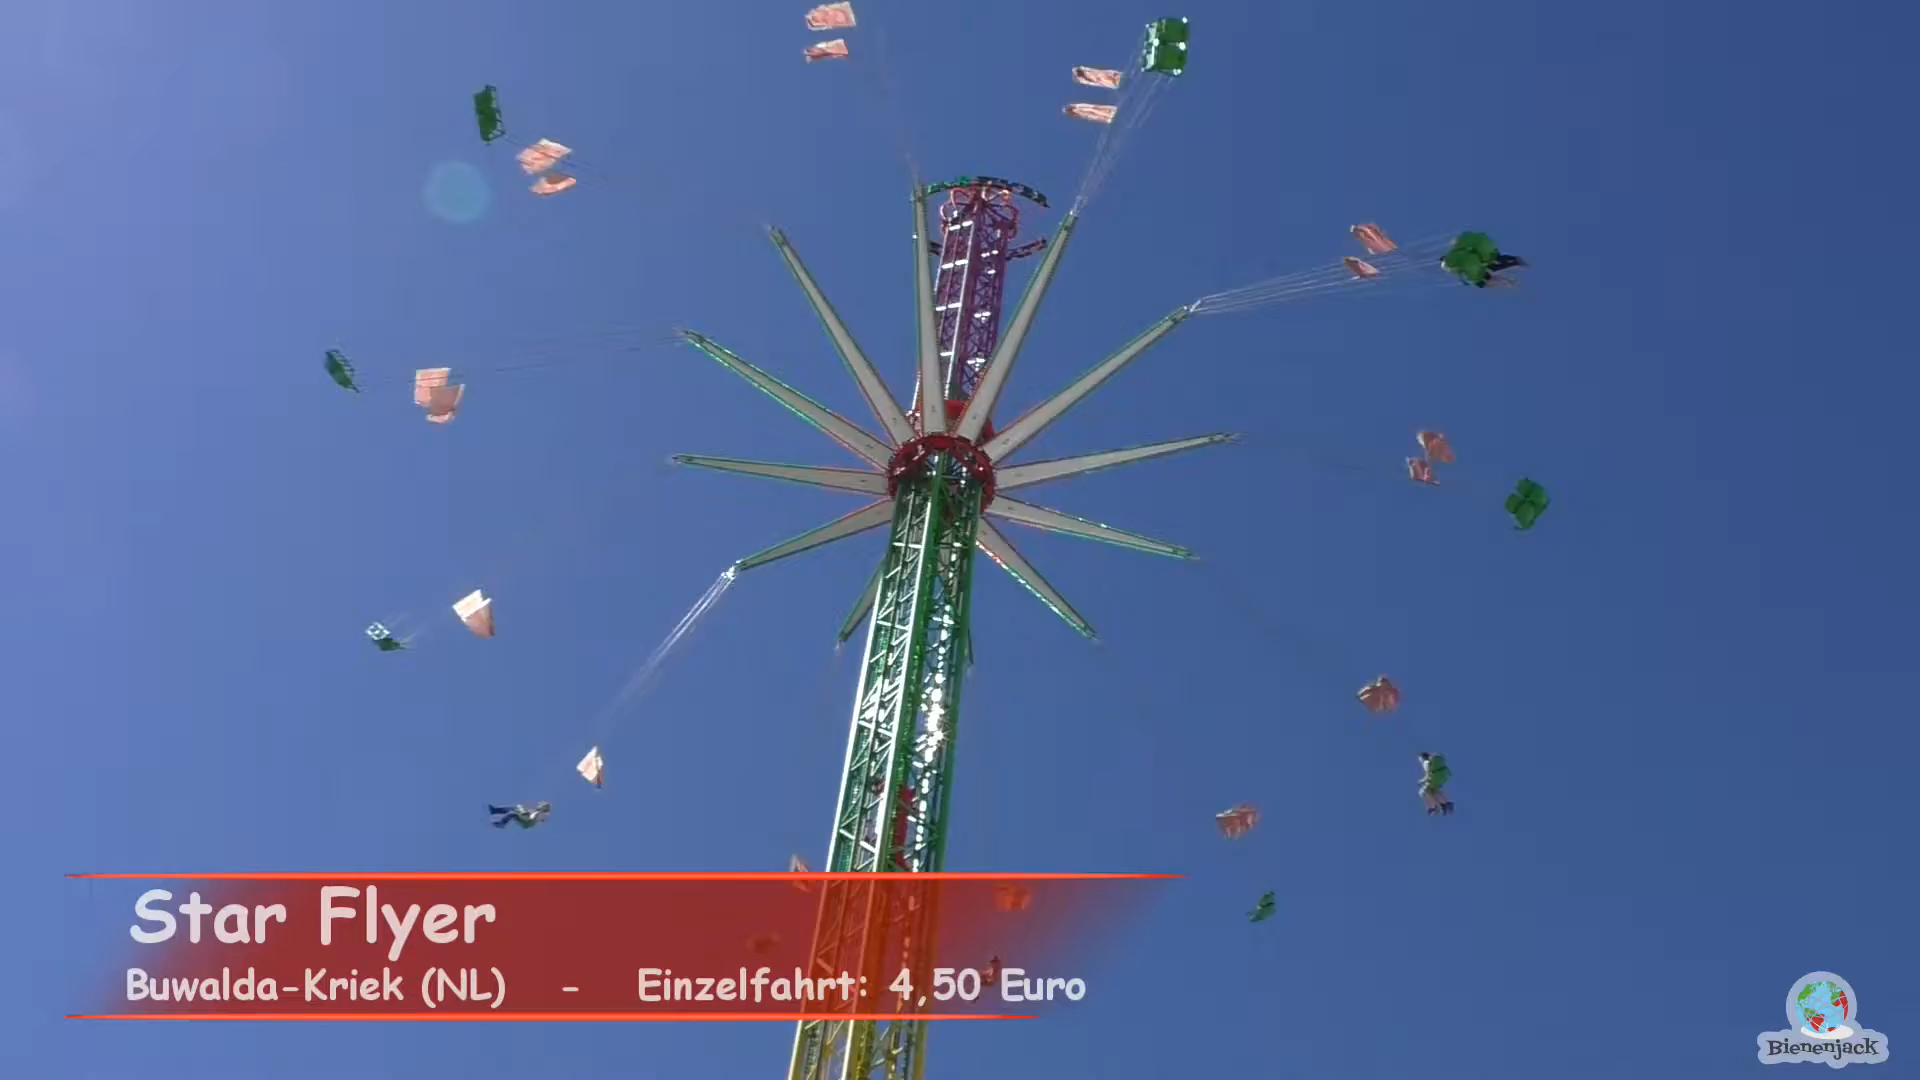 Star Flyer
Buwalda-Kriek (NL) - Einzelfahrt: 4,50 Euro
Bienenjack